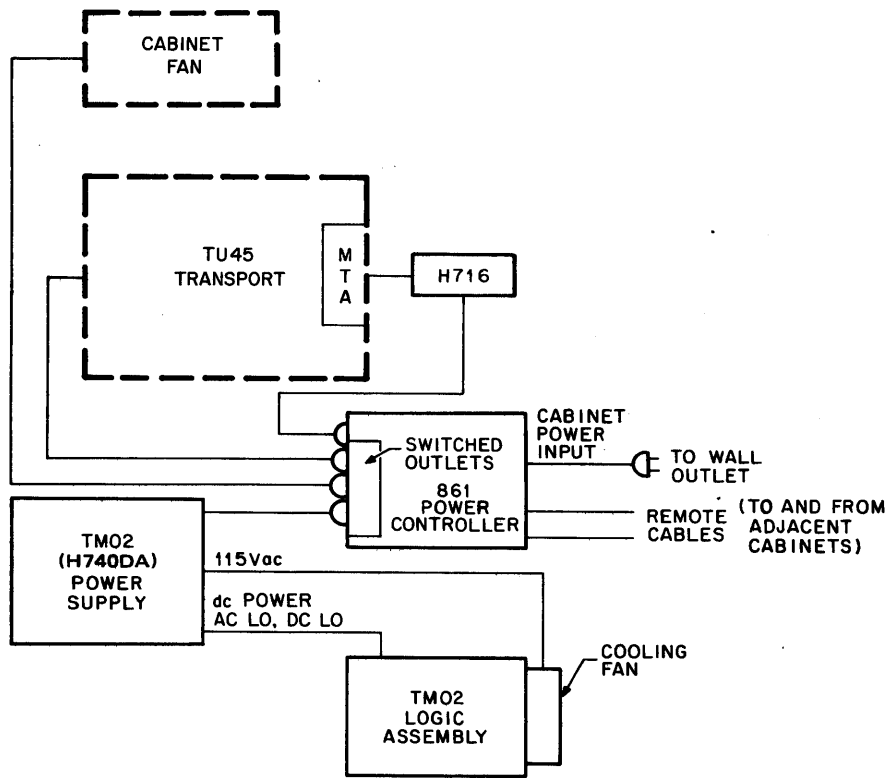 CABINET
FAN
TU45
TRANSPORT
M
T
A
H716
CABINET
POWER
INPUT
TO WALL
OUTLET
SWITCHED
OUTLETS
861
POWER
CONTROLLER
REMOTE
CABLES
(TO AND FROM
ADJACENT
CABINETS)
TM02
(H740DA)
POWER
SUPPLY
115Vac
dc POWER
AC LO, DC LO
COOLING
FAN
TM02
LOGIC
ASSEMBLY